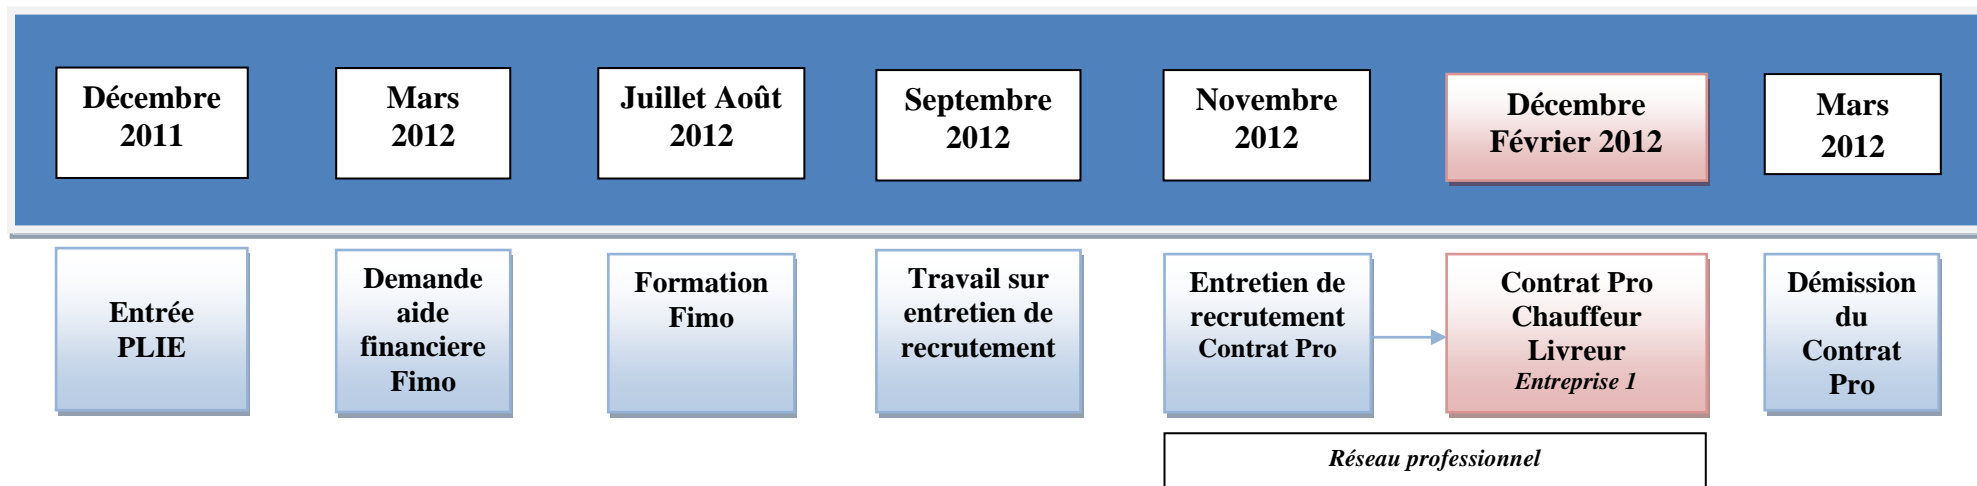 Décembre
2011
Mars
2012
Juillet Août
2012
Septembre
2012
Novembre
2012
Décembre
Février 2012
Mars
2012
Entrée
PLIE
Demande
aide
financiere
Fimo
Formation
Fimo
Travail sur
entretien de
recrutement
Entretien de
recrutement
Contrat Pro
Contrat Pro
Chauffeur
Livreur
Entreprise 1
Démission
du
Contrat
Pro
Réseau professionnel